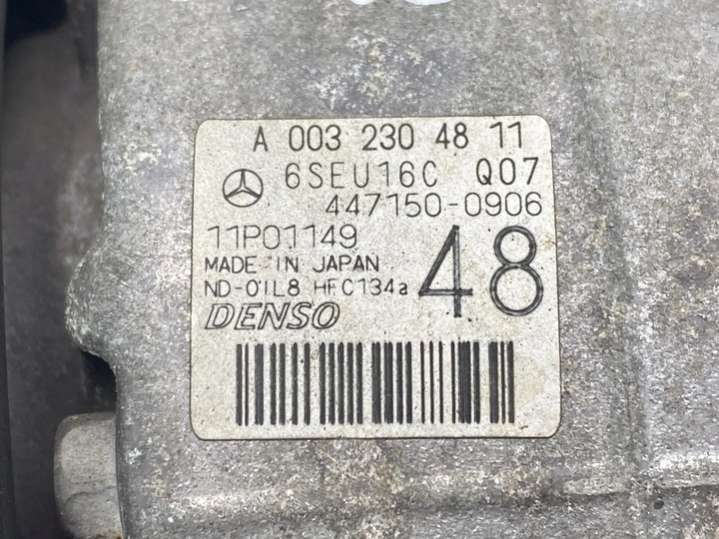 A 003 230 48 11
6SEU16C Q07
447150-0906
11P01149
MADE IN JAPAN
ND-OIL8 HFC134a
48
DENSO